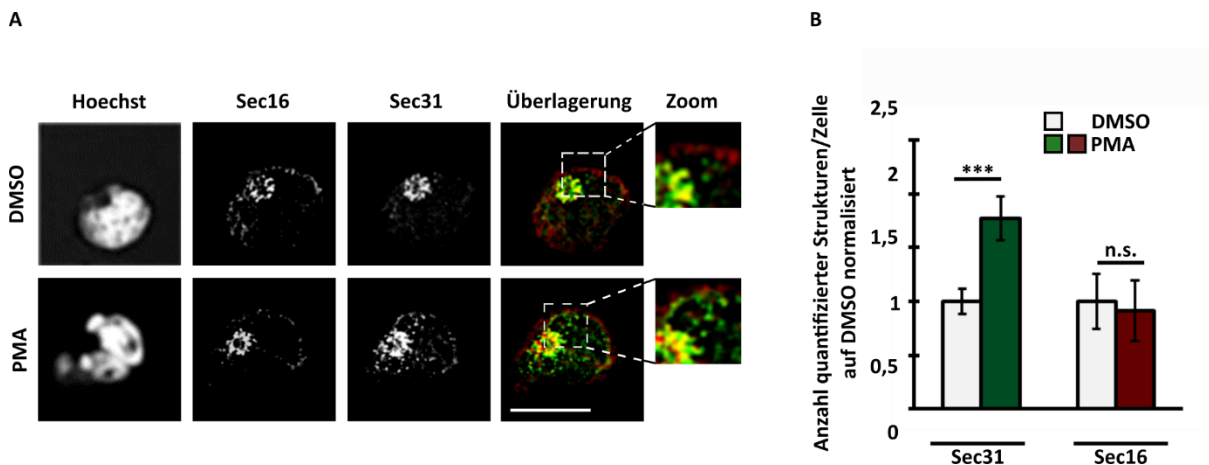 A
Hoechst Sec16 Sec31 Überlagerung Zoom
DMSO
PMA
B
Anzahl quantifizierter Strukturen/Zelle
auf DMSO normalisiert
2,5
2
1,5
1
0,5
0
DMSO
PMA
***
n.s.
Sec31 Sec16